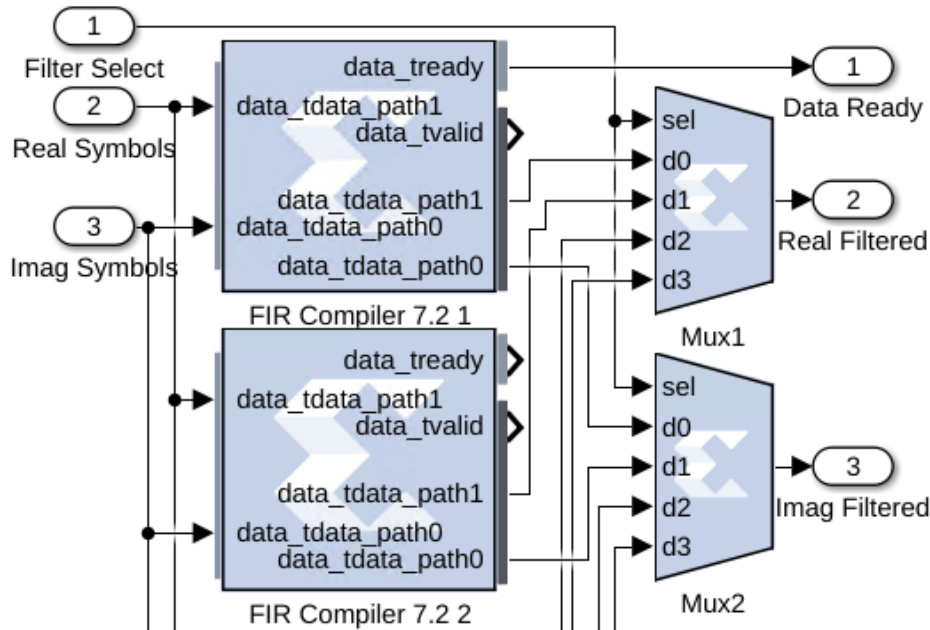 1
Filter Select
2
Real Symbols
3
Imag Symbols
data_tready
data_tdata_path1
data_tvalid
data_tdata_path1
data_tdata_path0
data_tdata_path0
FIR Compiler 7.2 1
data_tready
data_tdata_path1
data_tvalid
data_tdata_path1
data_tdata_path0
data_tdata_path0
FIR Compiler 7.2 2
sel
d0
d1
d2
d3
Mux1
sel
d0
d1
d2
d3
Mux2
1
Data Ready
2
Real Filtered
3
Imag Filtered